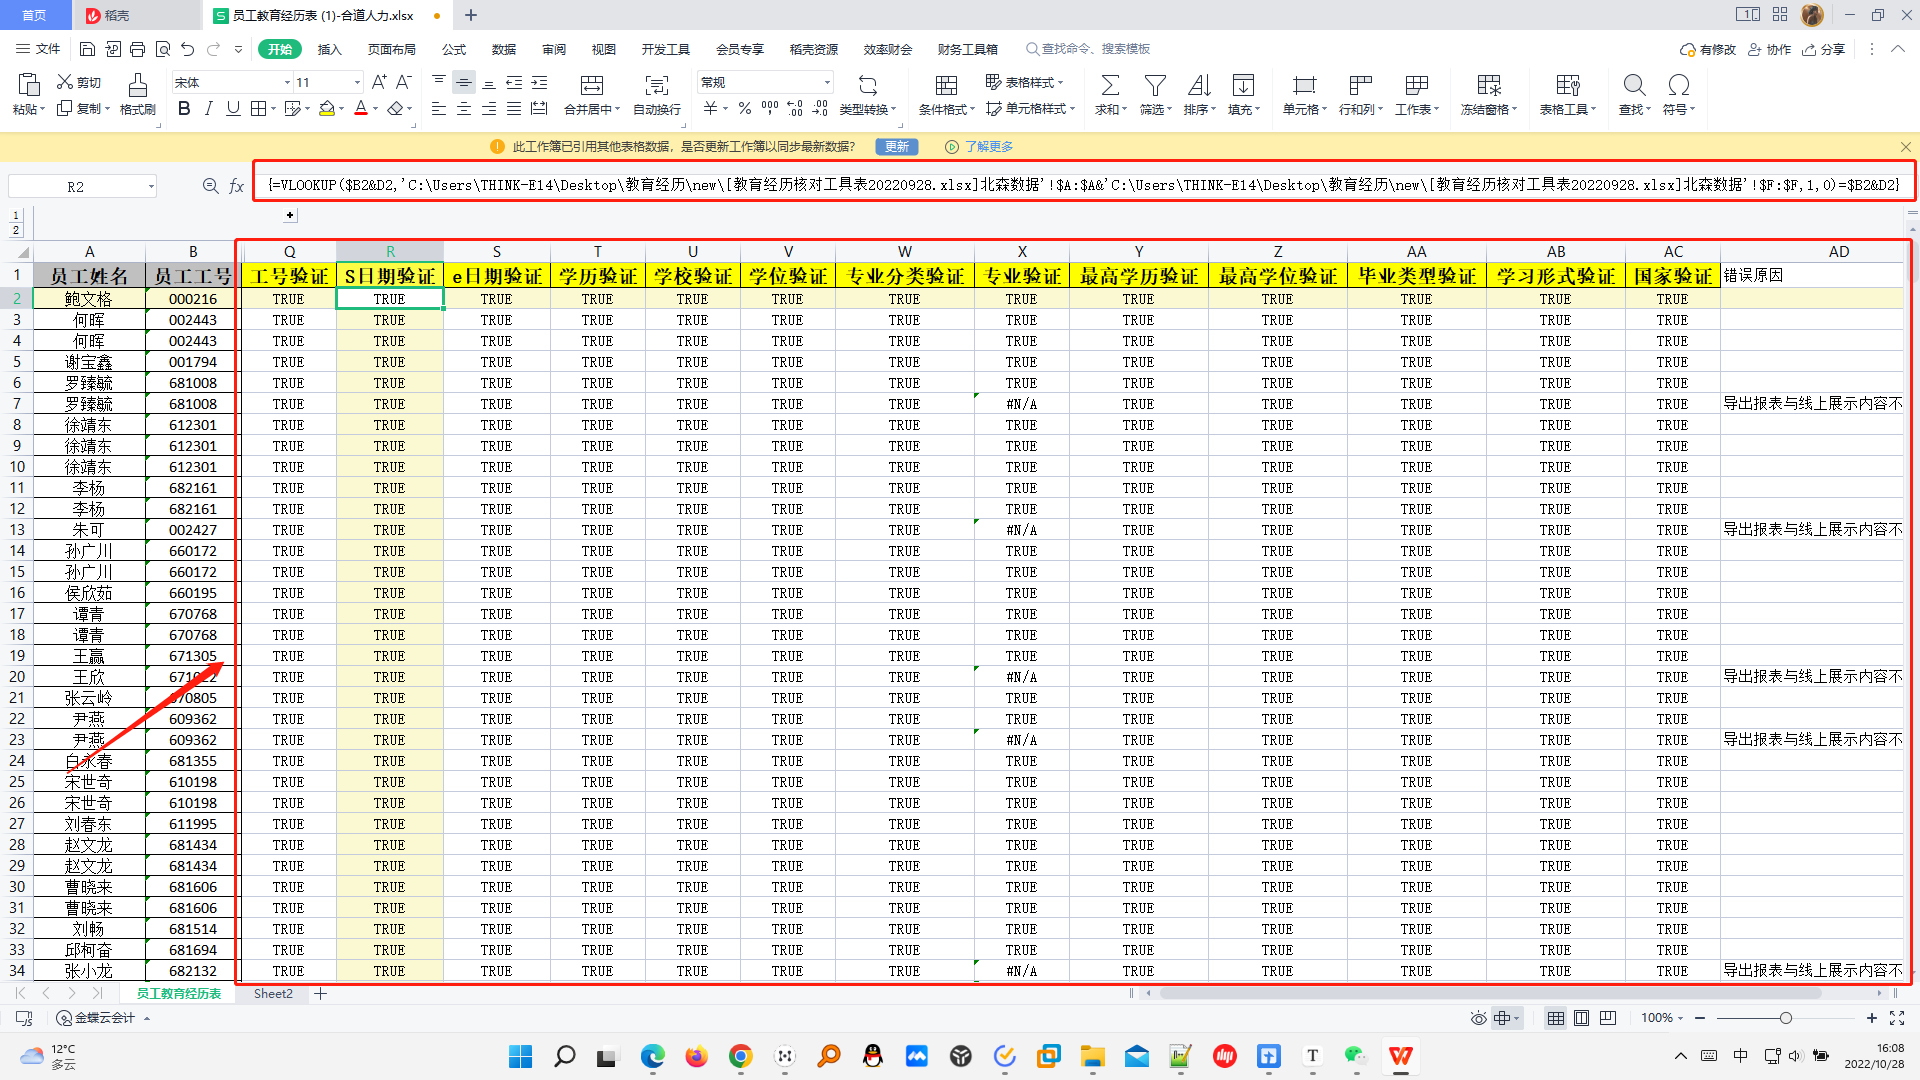 首页 稻壳 员工教育经历表 (1)-合道人力.xlsx
文件 开始 插入 页面布局 公式 数据 审阅 视图 开发工具 会员专享 稻壳资源 效率财会 财务工具箱 查找命令、搜索模板 有修改 协作 分享
剪切 宋体 11 常规 表格样式
粘贴 复制 格式刷 合并居中 自动换行 类型转换 条件格式 单元格样式 求和 筛选 排序 填充 单元格 行和列 工作表 冻结窗格 表格工具 查找 符号
此工作簿已引用其他表格数据，是否更新工作簿以同步最新数据? 更新 了解更多
R2 fx {=VLOOKUP($B2&D2,'C:\Users\THINK-E14\Desktop\教育经历\new\[教育经历核对工具表20220928.xlsx]北森数据'!$A:$A&'C:\Users\THINK-E14\Desktop\教育经历\new\[教育经历核对工具表20220928.xlsx]北森数据'!$F:$F,1,0)=$B2&D2}
1
2
A B Q R S T U V W X Y Z AA AB AC AD
1 员工姓名 员工工号 工号验证 S日期验证 e日期验证 学历验证 学校验证 学位验证 专业分类验证 专业验证 最高学历验证 最高学位验证 毕业类型验证 学习形式验证 国家验证 错误原因
2 鲍文格 000216 TRUE TRUE TRUE TRUE TRUE TRUE TRUE TRUE TRUE TRUE TRUE TRUE TRUE
3 何晖 002443 TRUE TRUE TRUE TRUE TRUE TRUE TRUE TRUE TRUE TRUE TRUE TRUE TRUE
4 何晖 002443 TRUE TRUE TRUE TRUE TRUE TRUE TRUE TRUE TRUE TRUE TRUE TRUE TRUE
5 谢宝鑫 001794 TRUE TRUE TRUE TRUE TRUE TRUE TRUE TRUE TRUE TRUE TRUE TRUE TRUE
6 罗臻毓 681008 TRUE TRUE TRUE TRUE TRUE TRUE TRUE TRUE TRUE TRUE TRUE TRUE TRUE
7 罗臻毓 681008 TRUE TRUE TRUE TRUE TRUE TRUE TRUE #N/A TRUE TRUE TRUE TRUE TRUE 导出报表与线上展示内容不
8 徐靖东 612301 TRUE TRUE TRUE TRUE TRUE TRUE TRUE TRUE TRUE TRUE TRUE TRUE TRUE
9 徐靖东 612301 TRUE TRUE TRUE TRUE TRUE TRUE TRUE TRUE TRUE TRUE TRUE TRUE TRUE
10 徐靖东 612301 TRUE TRUE TRUE TRUE TRUE TRUE TRUE TRUE TRUE TRUE TRUE TRUE TRUE
11 李杨 682161 TRUE TRUE TRUE TRUE TRUE TRUE TRUE TRUE TRUE TRUE TRUE TRUE TRUE
12 李杨 682161 TRUE TRUE TRUE TRUE TRUE TRUE TRUE TRUE TRUE TRUE TRUE TRUE TRUE
13 朱可 002427 TRUE TRUE TRUE TRUE TRUE TRUE TRUE #N/A TRUE TRUE TRUE TRUE TRUE 导出报表与线上展示内容不
14 孙广川 660172 TRUE TRUE TRUE TRUE TRUE TRUE TRUE TRUE TRUE TRUE TRUE TRUE TRUE
15 孙广川 660172 TRUE TRUE TRUE TRUE TRUE TRUE TRUE TRUE TRUE TRUE TRUE TRUE TRUE
16 侯欣茹 660195 TRUE TRUE TRUE TRUE TRUE TRUE TRUE TRUE TRUE TRUE TRUE TRUE TRUE
17 谭青 670768 TRUE TRUE TRUE TRUE TRUE TRUE TRUE TRUE TRUE TRUE TRUE TRUE TRUE
18 谭青 670768 TRUE TRUE TRUE TRUE TRUE TRUE TRUE TRUE TRUE TRUE TRUE TRUE TRUE
19 王赢 671305 TRUE TRUE TRUE TRUE TRUE TRUE TRUE TRUE TRUE TRUE TRUE TRUE TRUE
20 王欣 TRUE TRUE TRUE TRUE TRUE TRUE TRUE #N/A TRUE TRUE TRUE TRUE TRUE 导出报表与线上展示内容不
21 张云岭 670805 TRUE TRUE TRUE TRUE TRUE TRUE TRUE TRUE TRUE TRUE TRUE TRUE TRUE
22 尹燕 609362 TRUE TRUE TRUE TRUE TRUE TRUE TRUE TRUE TRUE TRUE TRUE TRUE TRUE
23 尹燕 609362 TRUE TRUE TRUE TRUE TRUE TRUE TRUE #N/A TRUE TRUE TRUE TRUE TRUE 导出报表与线上展示内容不
24 白永春 681355 TRUE TRUE TRUE TRUE TRUE TRUE TRUE TRUE TRUE TRUE TRUE TRUE TRUE
25 宋世奇 610198 TRUE TRUE TRUE TRUE TRUE TRUE TRUE TRUE TRUE TRUE TRUE TRUE TRUE
26 宋世奇 610198 TRUE TRUE TRUE TRUE TRUE TRUE TRUE TRUE TRUE TRUE TRUE TRUE TRUE
27 刘春东 611995 TRUE TRUE TRUE TRUE TRUE TRUE TRUE TRUE TRUE TRUE TRUE TRUE TRUE
28 赵文龙 681434 TRUE TRUE TRUE TRUE TRUE TRUE TRUE TRUE TRUE TRUE TRUE TRUE TRUE
29 赵文龙 681434 TRUE TRUE TRUE TRUE TRUE TRUE TRUE TRUE TRUE TRUE TRUE TRUE TRUE
30 曹晓来 681606 TRUE TRUE TRUE TRUE TRUE TRUE TRUE TRUE TRUE TRUE TRUE TRUE TRUE
31 曹晓来 681606 TRUE TRUE TRUE TRUE TRUE TRUE TRUE TRUE TRUE TRUE TRUE TRUE TRUE
32 刘畅 681514 TRUE TRUE TRUE TRUE TRUE TRUE TRUE TRUE TRUE TRUE TRUE TRUE TRUE
33 邱柯奋 681694 TRUE TRUE TRUE TRUE TRUE TRUE TRUE TRUE TRUE TRUE TRUE TRUE TRUE
34 张小龙 682132 TRUE TRUE TRUE TRUE TRUE TRUE TRUE #N/A TRUE TRUE TRUE TRUE TRUE 导出报表与线上展示内容不
员工教育经历表 Sheet2
金蝶云会计 100%
12°C
多云
中 16:08
2022/10/28